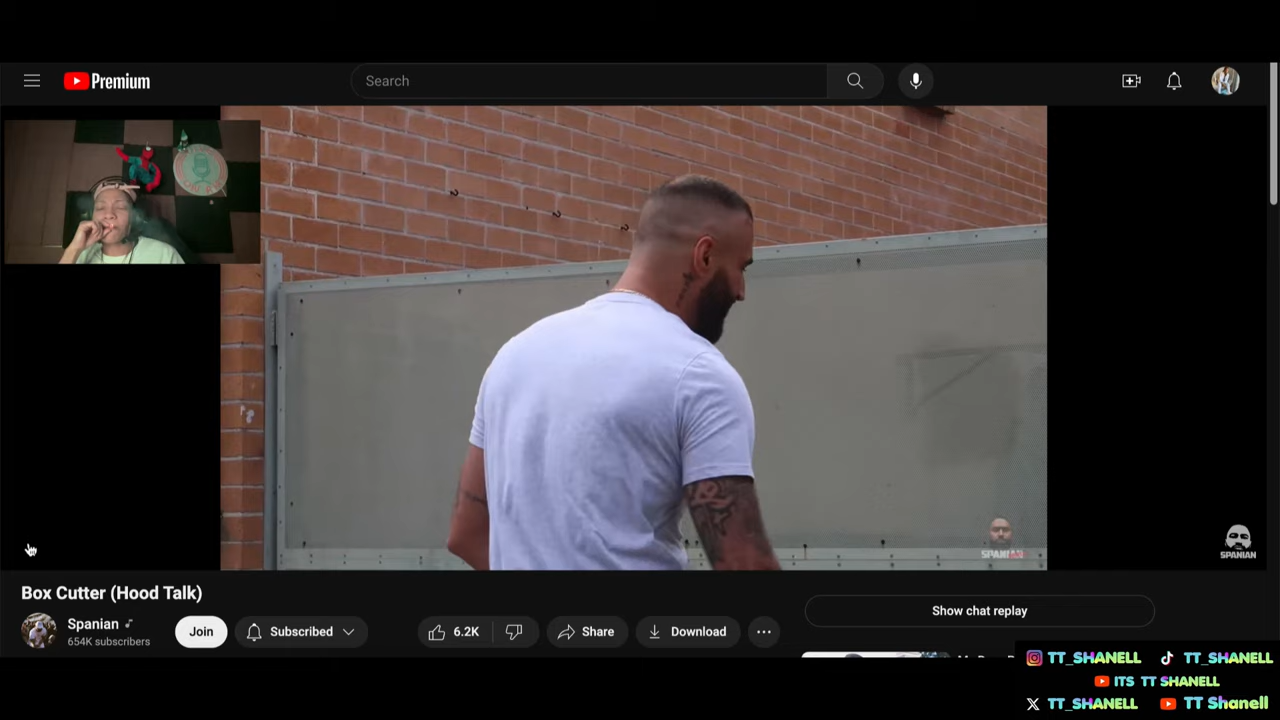 Premium
Search
SPANIAN
SPANIAN
Box Cutter (Hood Talk)
Spanian
654K subscribers
Join
Subscribed
6.2K
Share
Download
Show chat replay
TT_SHANELL
TT_SHANELL
ITS TT SHANELL
TT_SHANELL
TT Shanell